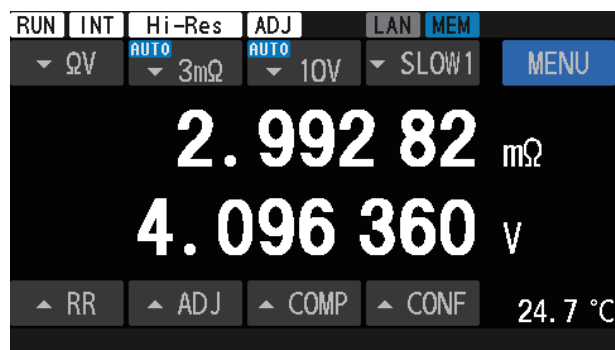 RUN INT Hi-Res ADJ LAN MEM
AUTO AUTO
ΩV 3mΩ 10V SLOW1 MENU
2.992 82 mΩ
4.096 360 V
RR ADJ COMP CONF 24.7 °C